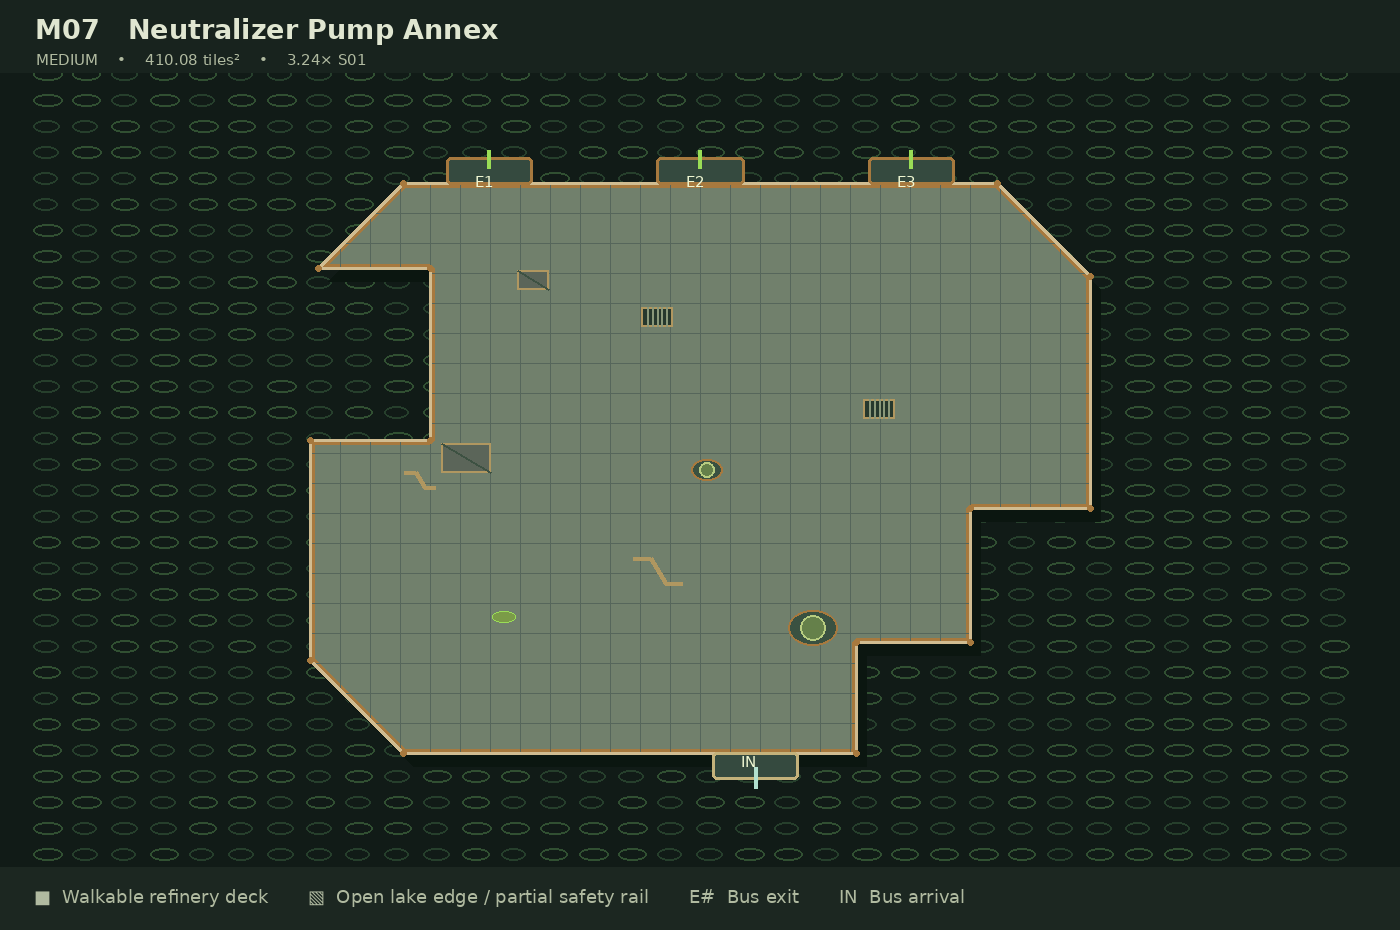 M07 Neutralizer Pump Annex
MEDIUM • 410.08 tiles² • 3.24× S01
E1 E2 E3
IN
■ Walkable refinery deck ▧ Open lake edge / partial safety rail E# Bus exit IN Bus arrival